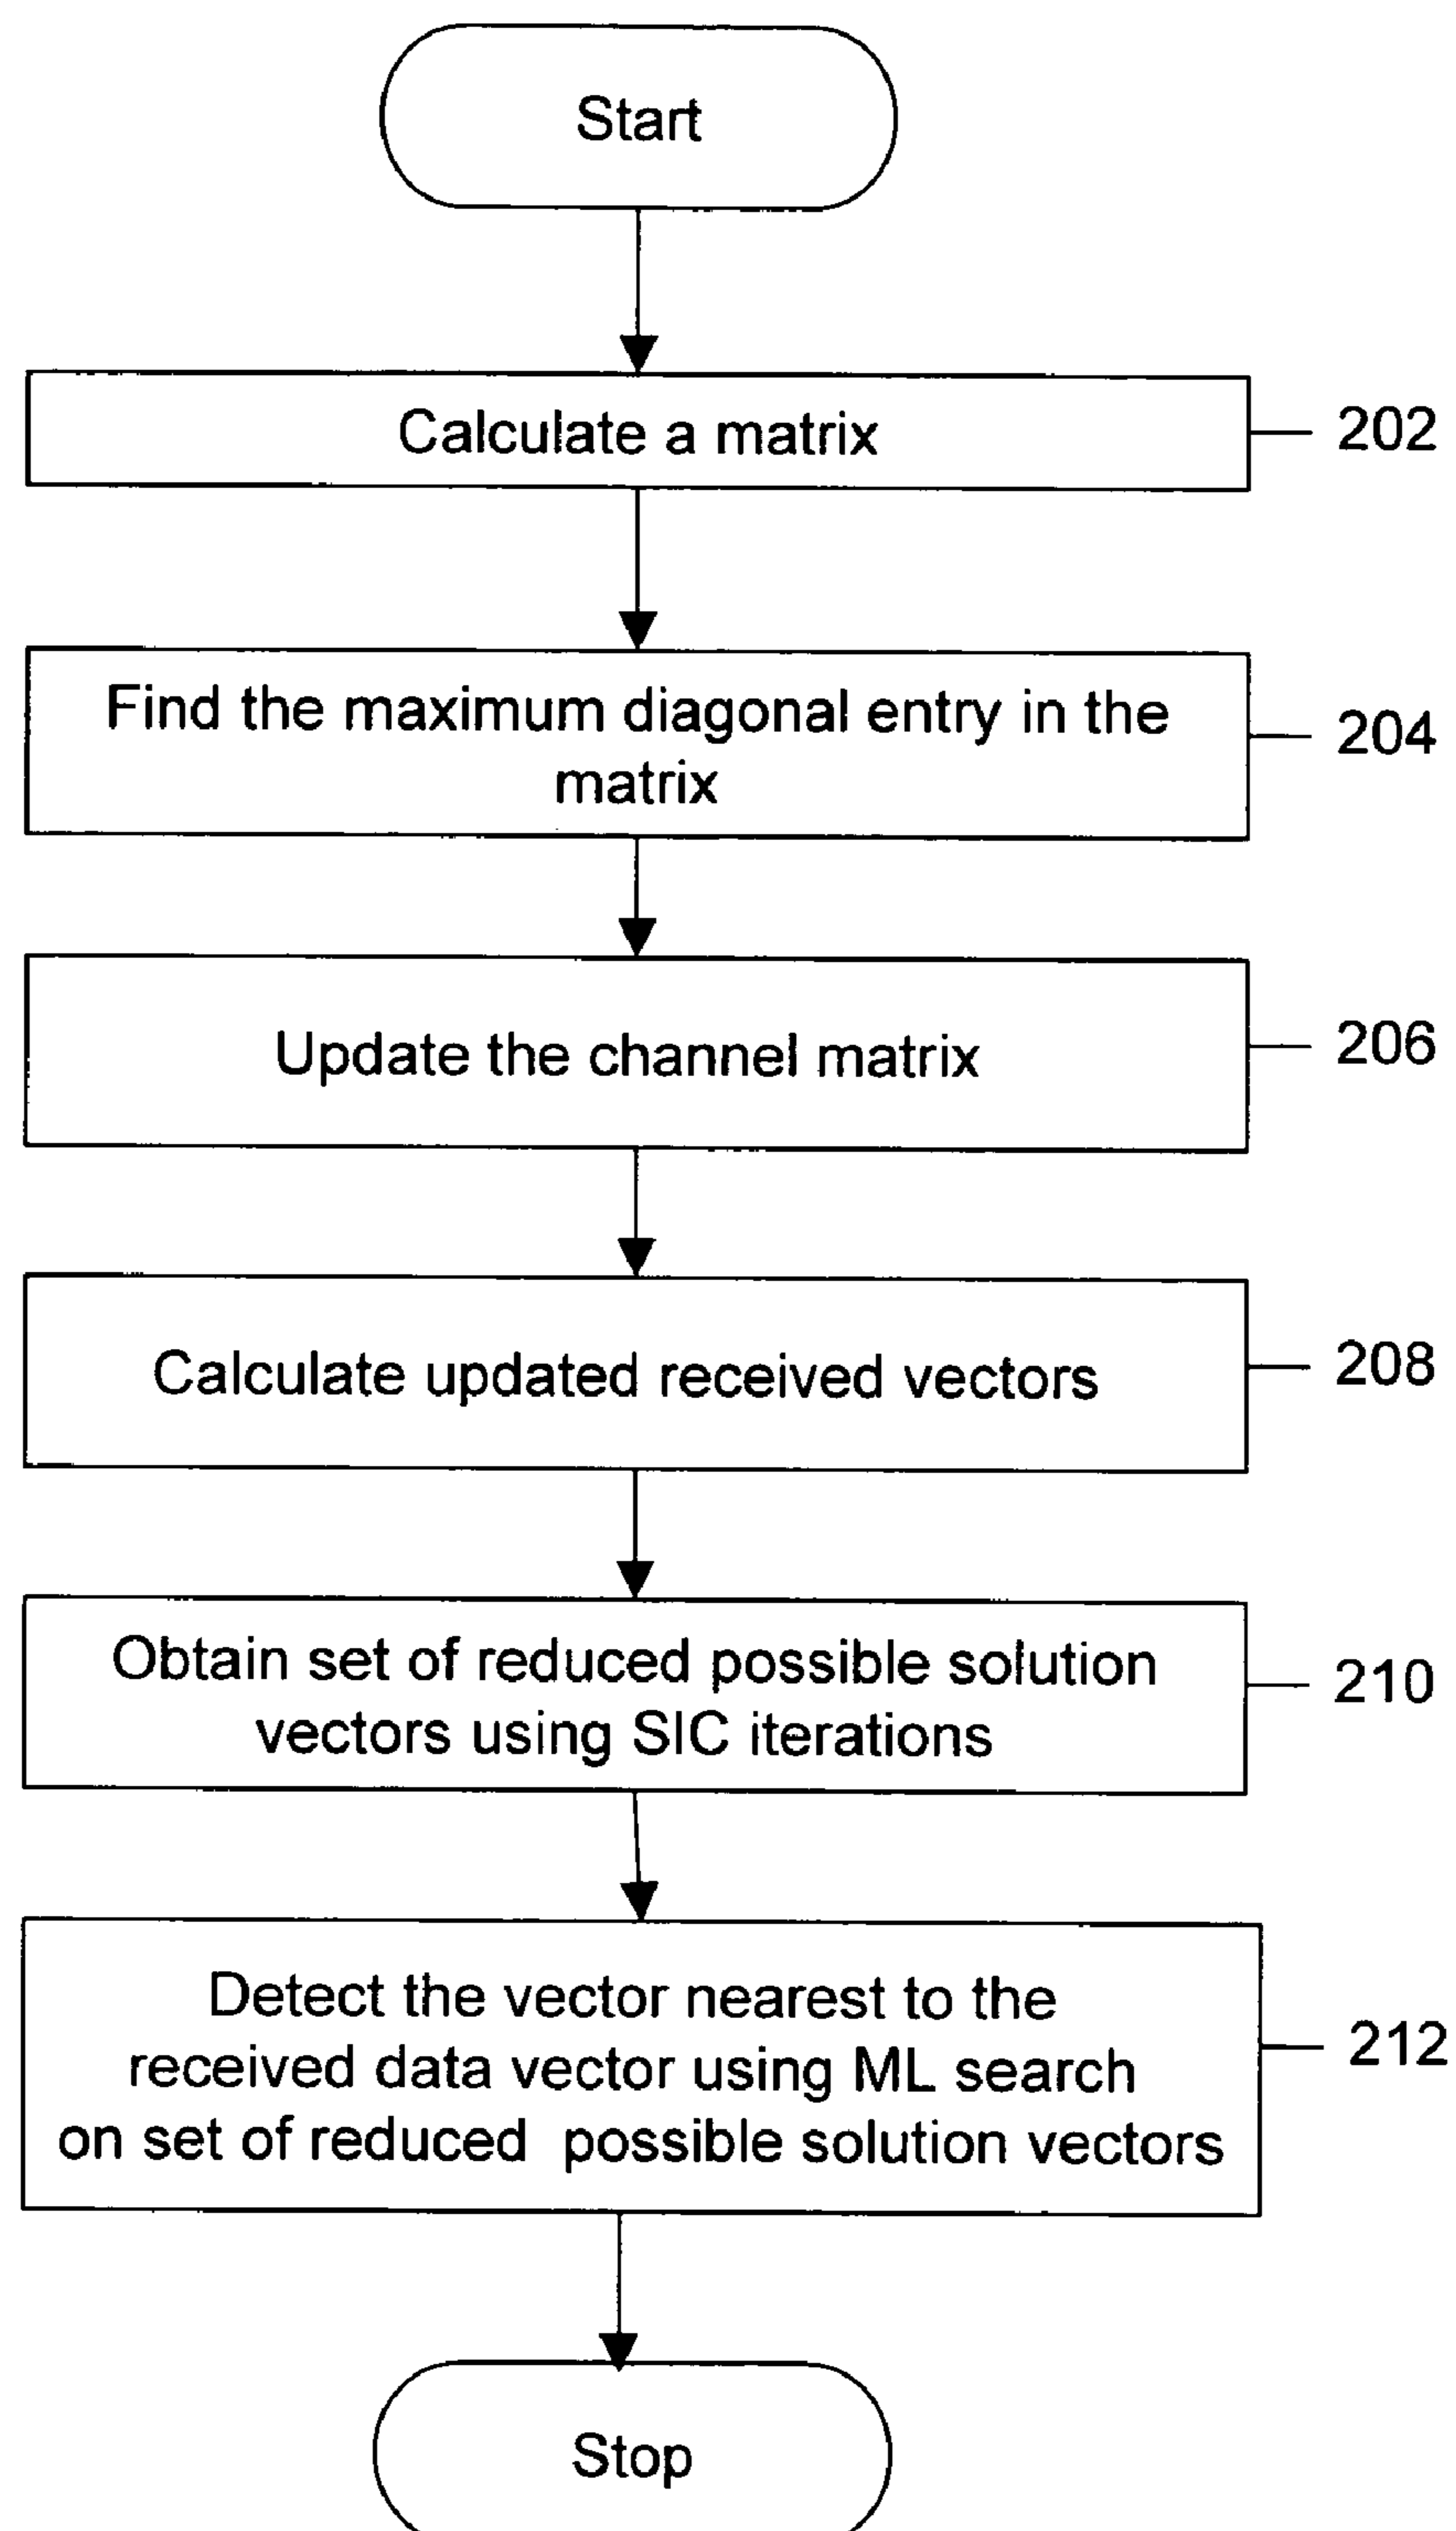 Start
Calculate a matrix
202
Find the maximum diagonal entry in the
matrix
204
Update the channel matrix
206
Calculate updated received vectors
208
Obtain set of reduced possible solution
vectors using SIC iterations
210
Detect the vector nearest to the
received data vector using ML search
on set of reduced possible solution vectors
212
Stop